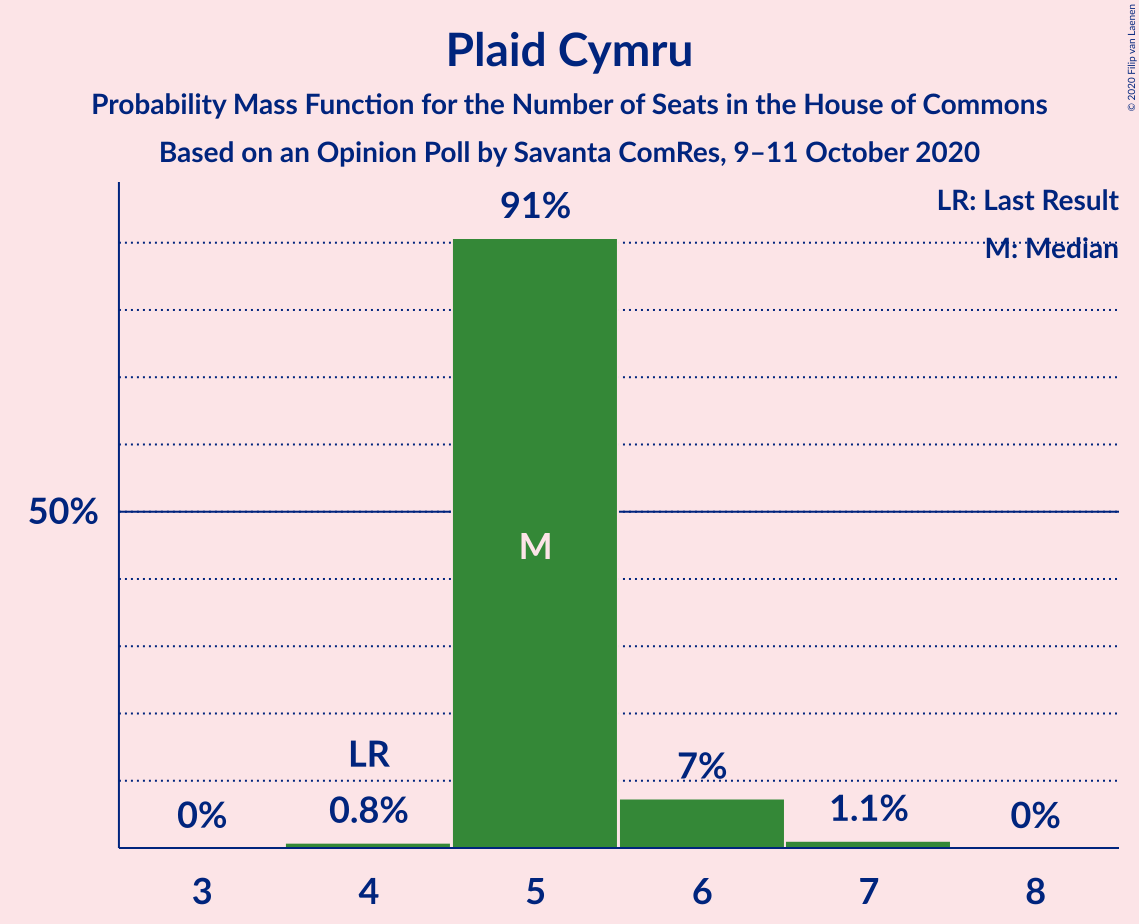 Plaid Cymru
Probability Mass Function for the Number of Seats in the House of Commons
Based on an Opinion Poll by Savanta ComRes, 9–11 October 2020
© 2020 Filip van Laenen
LR: Last Result
M: Median
91%
50%
M
LR
0% 0.8% 7% 1.1% 0%
3 4 5 6 7 8